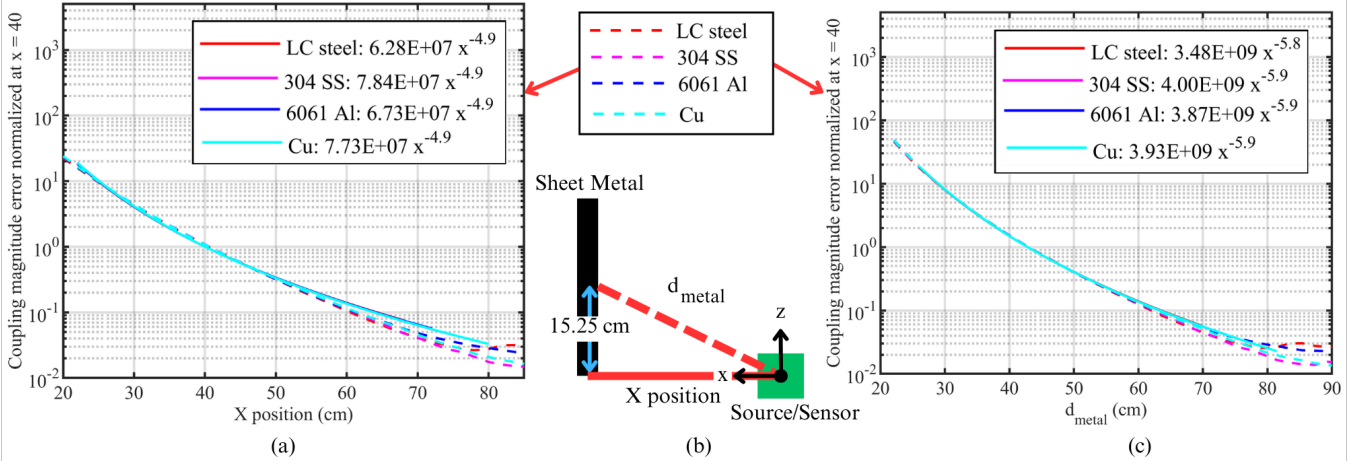 Coupling magnitude error normalized at x = 40
10^3
10^2
10^1
10^0
10^-1
10^-2
LC steel: 6.28E+07 x^-4.9
304 SS: 7.84E+07 x^-4.9
6061 Al: 6.73E+07 x^-4.9
Cu: 7.73E+07 x^-4.9
20 30 40 50 60 70 80
X position (cm)
(a)
LC steel
304 SS
6061 Al
Cu
Sheet Metal
d_metal
15.25 cm
z
x
X position
Source/Sensor
(b)
Coupling magnitude error normalized at x = 40
10^3
10^2
10^1
10^0
10^-1
10^-2
LC steel: 3.48E+09 x^-5.8
304 SS: 4.00E+09 x^-5.9
6061 Al: 3.87E+09 x^-5.9
Cu: 3.93E+09 x^-5.9
20 30 40 50 60 70 80 90
d_metal (cm)
(c)